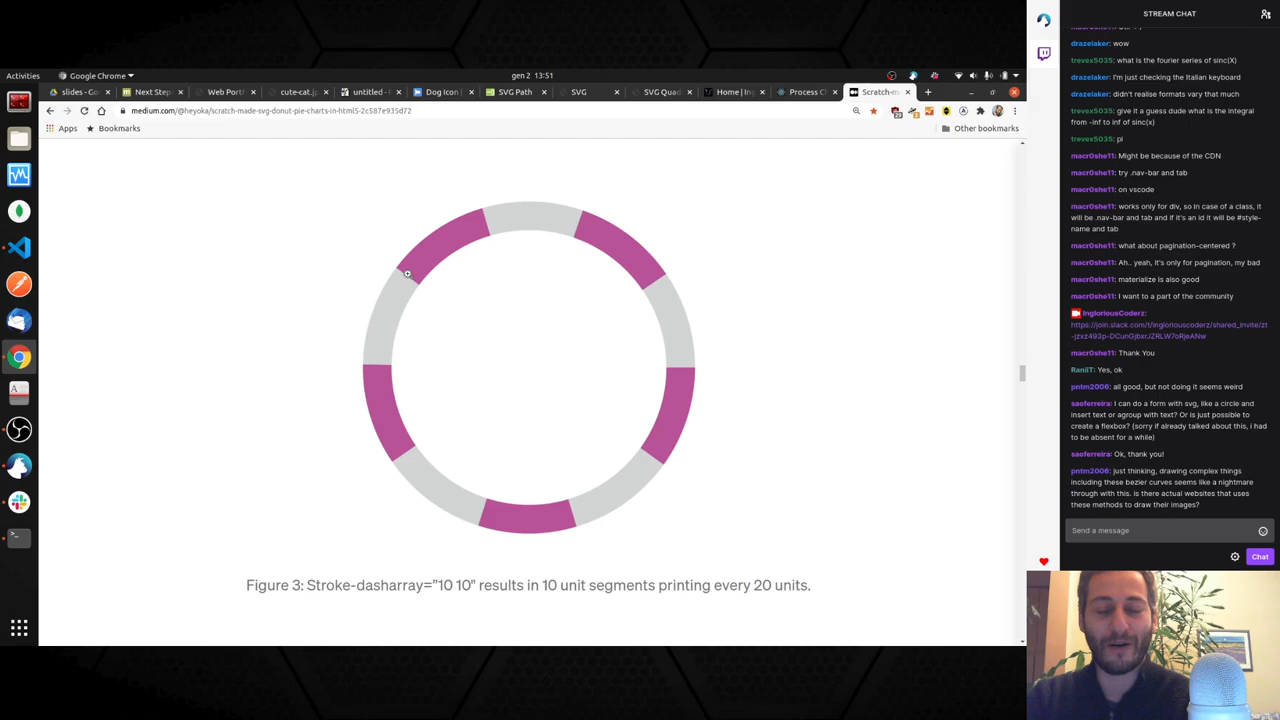 STREAM CHAT
drazelaker: wow
trevex5035: what is the fourier series of sinc(X)
drazelaker: I'm just checking the Italian keyboard
drazelaker: didn't realise formats vary that much
trevex5035: give it a guess dude what is the integral
from -inf to inf of sinc(x)
trevex5035: pi
macr0she11: Might be because of the CDN
macr0she11: try .nav-bar and tab
macr0she11: on vscode
macr0she11: works only for div, so in case of a class, it
will be .nav-bar and tab and if it's an id it will be #style-
name and tab
macr0she11: what about pagination-centered ?
macr0she11: Ah.. yeah, it's only for pagination, my bad
macr0she11: materialize is also good
macr0she11: I want to a part of the community
IngloriousCoderz:
https://join.slack.com/t/ingloriouscoderz/shared_invite/zt
macr0she11: Thank You
RaniiT: Yes, ok
pntm2006: all good, but not doing it seems weird
saoferreira: I can do a form with svg, like a circle and
insert text or agroup with text? Or is just possible to
create a flexbox? (sorry if already talked about this, i had
to be absent for a while)
saoferreira: Ok, thank you!
pntm2006: just thinking, drawing complex things
including these bezier curves seems like a nightmare
through with this. is there actual websites that uses
these methods to draw their images?
Send a message
Chat
Activities
Google Chrome
gen 2 13:51
slides - Go
Next Step
Web Portf
cute-cat.jp
untitled -
Dog Icon |
SVG Path
SVG
SVG Quad
Home | In
Process Ch
Scratch-m
medium.com/@heyoka/scratch-made-svg-donut-pie-charts-in-html5-2c587e935d72
Apps
Bookmarks
Other bookmarks
Figure 3: Stroke-dasharray=”10 10” results in 10 unit segments printing every 20 units.